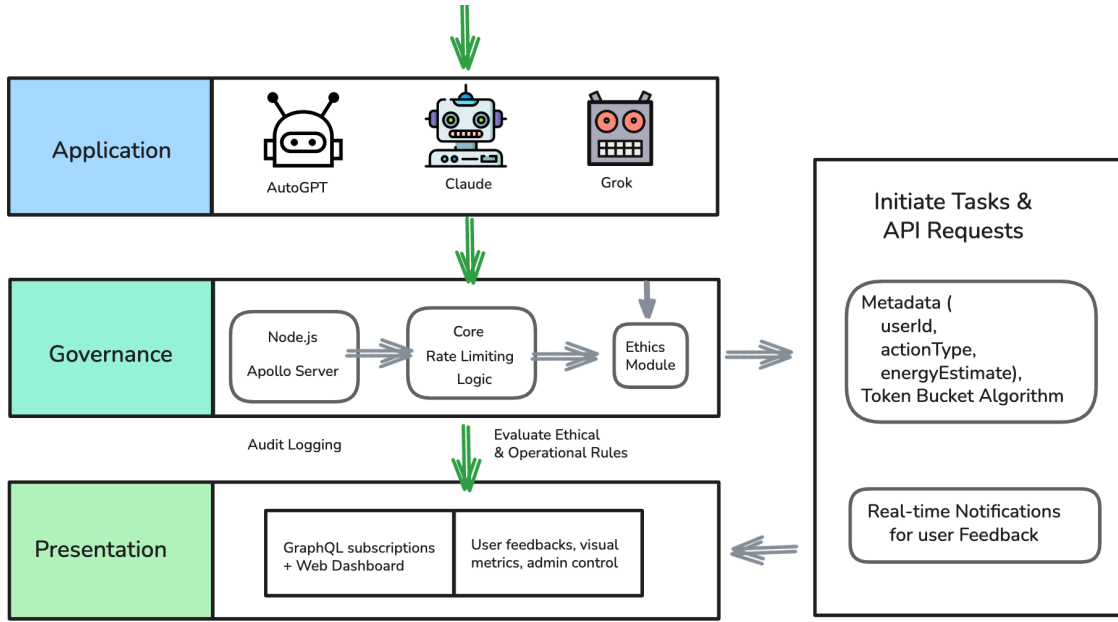 Application
AutoGPT
Claude
Grok
Governance
Node.js
Apollo Server
Core
Rate Limiting
Logic
Ethics
Module
Audit Logging
Evaluate Ethical
& Operational Rules
Presentation
GraphQL subscriptions
+ Web Dashboard
User feedbacks, visual
metrics, admin control
Initiate Tasks &
API Requests
Metadata (
userId,
actionType,
energyEstimate),
Token Bucket Algorithm
Real-time Notifications
for user Feedback